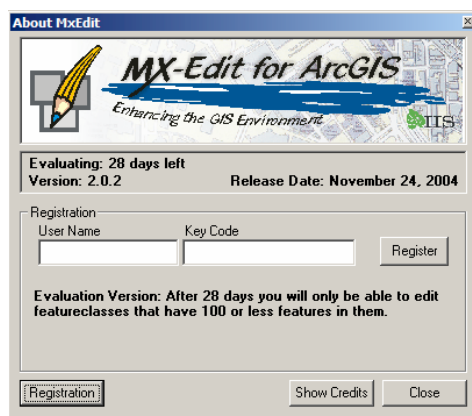 About MxEdit
MX-Edit for ArcGIS
Enhancing the GIS Environment
IIS
Evaluating: 28 days left
Version: 2.0.2 Release Date: November 24, 2004
Registration
User Name Key Code
Register
Evaluation Version: After 28 days you will only be able to edit
featureclasses that have 100 or less features in them.
Registration Show Credits Close